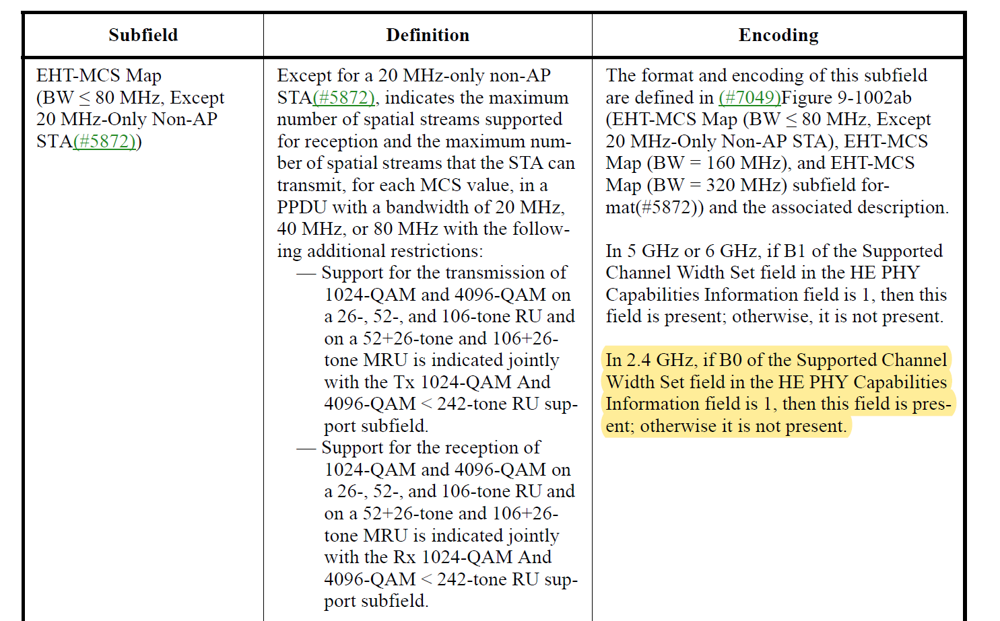 Subfield
Definition
Encoding
EHT-MCS Map
(BW ≤ 80 MHz, Except
20 MHz-Only Non-AP
STA(#5872))
Except for a 20 MHz-only non-AP
STA(#5872), indicates the maximum
number of spatial streams supported
for reception and the maximum num-
ber of spatial streams that the STA can
transmit, for each MCS value, in a
PPDU with a bandwidth of 20 MHz,
40 MHz, or 80 MHz with the follow-
ing additional restrictions:
— Support for the transmission of
1024-QAM and 4096-QAM on
a 26-, 52-, and 106-tone RU and
on a 52+26-tone and 106+26-
tone MRU is indicated jointly
with the Tx 1024-QAM And
4096-QAM < 242-tone RU sup-
port subfield.
— Support for the reception of
1024-QAM and 4096-QAM on
a 26-, 52-, and 106-tone RU and
on a 52+26-tone and 106+26-
tone MRU is indicated jointly
with the Rx 1024-QAM And
4096-QAM < 242-tone RU sup-
port subfield.
The format and encoding of this subfield
are defined in (#7049)Figure 9-1002ab
(EHT-MCS Map (BW ≤ 80 MHz, Except
20 MHz-Only Non-AP STA), EHT-MCS
Map (BW = 160 MHz), and EHT-MCS
Map (BW = 320 MHz) subfield for-
mat(#5872)) and the associated description.
In 5 GHz or 6 GHz, if B1 of the Supported
Channel Width Set field in the HE PHY
Capabilities Information field is 1, then this
field is present; otherwise, it is not present.
In 2.4 GHz, if B0 of the Supported Channel
Width Set field in the HE PHY Capabilities
Information field is 1, then this field is pres-
ent; otherwise it is not present.